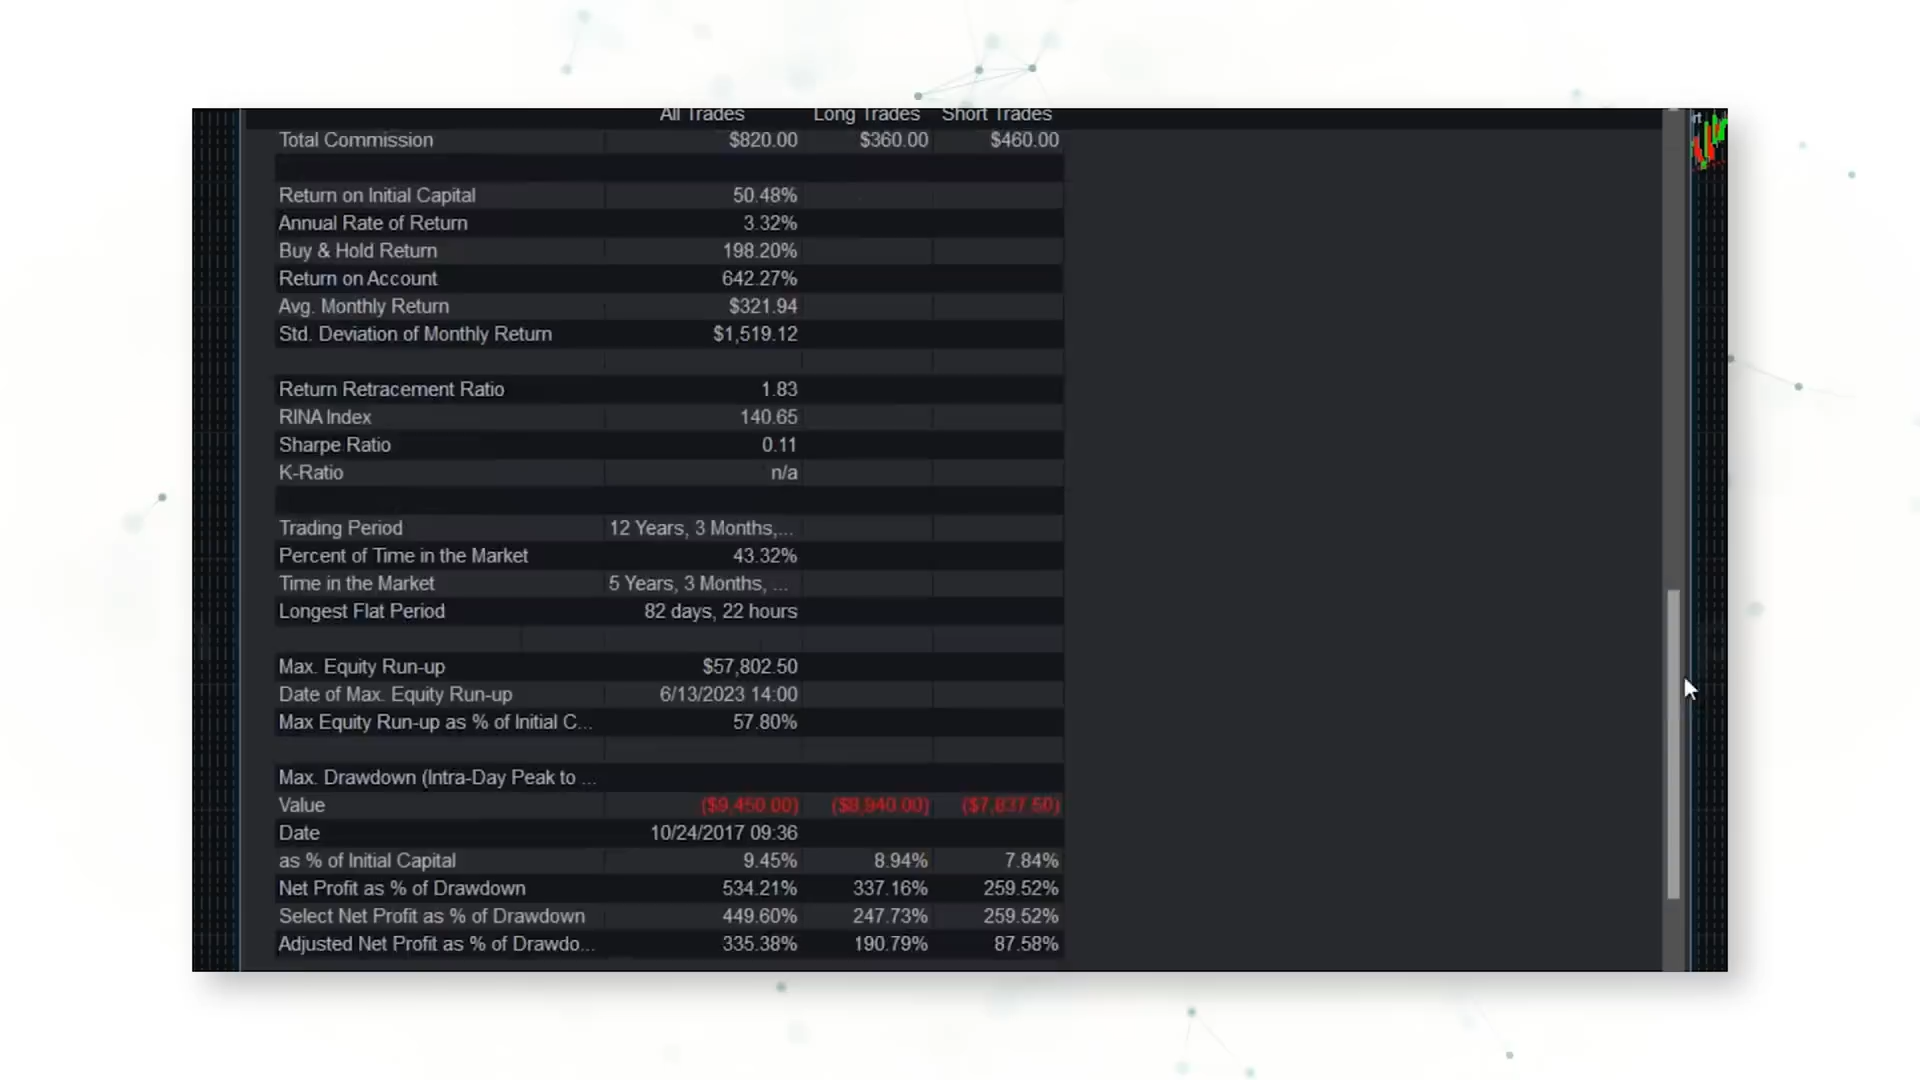 All Trades Long Trades Short Trades
Total Commission $820.00 $360.00 $460.00
Return on Initial Capital 50.48%
Annual Rate of Return 3.32%
Buy & Hold Return 198.20%
Return on Account 642.27%
Avg. Monthly Return $321.94
Std. Deviation of Monthly Return $1,519.12
Return Retracement Ratio 1.83
RINA Index 140.65
Sharpe Ratio 0.11
K-Ratio n/a
Trading Period 12 Years, 3 Months,...
Percent of Time in the Market 43.32%
Time in the Market 5 Years, 3 Months, ...
Longest Flat Period 82 days, 22 hours
Max. Equity Run-up $57,802.50
Date of Max. Equity Run-up 6/13/2023 14:00
Max Equity Run-up as % of Initial C... 57.80%
Max. Drawdown (Intra-Day Peak to ...
Value ($9,450.00) ($8,940.00) ($7,837.50)
Date 10/24/2017 09:36
as % of Initial Capital 9.45% 8.94% 7.84%
Net Profit as % of Drawdown 534.21% 337.16% 259.52%
Select Net Profit as % of Drawdown 449.60% 247.73% 259.52%
Adjusted Net Profit as % of Drawdo... 335.38% 190.79% 87.58%